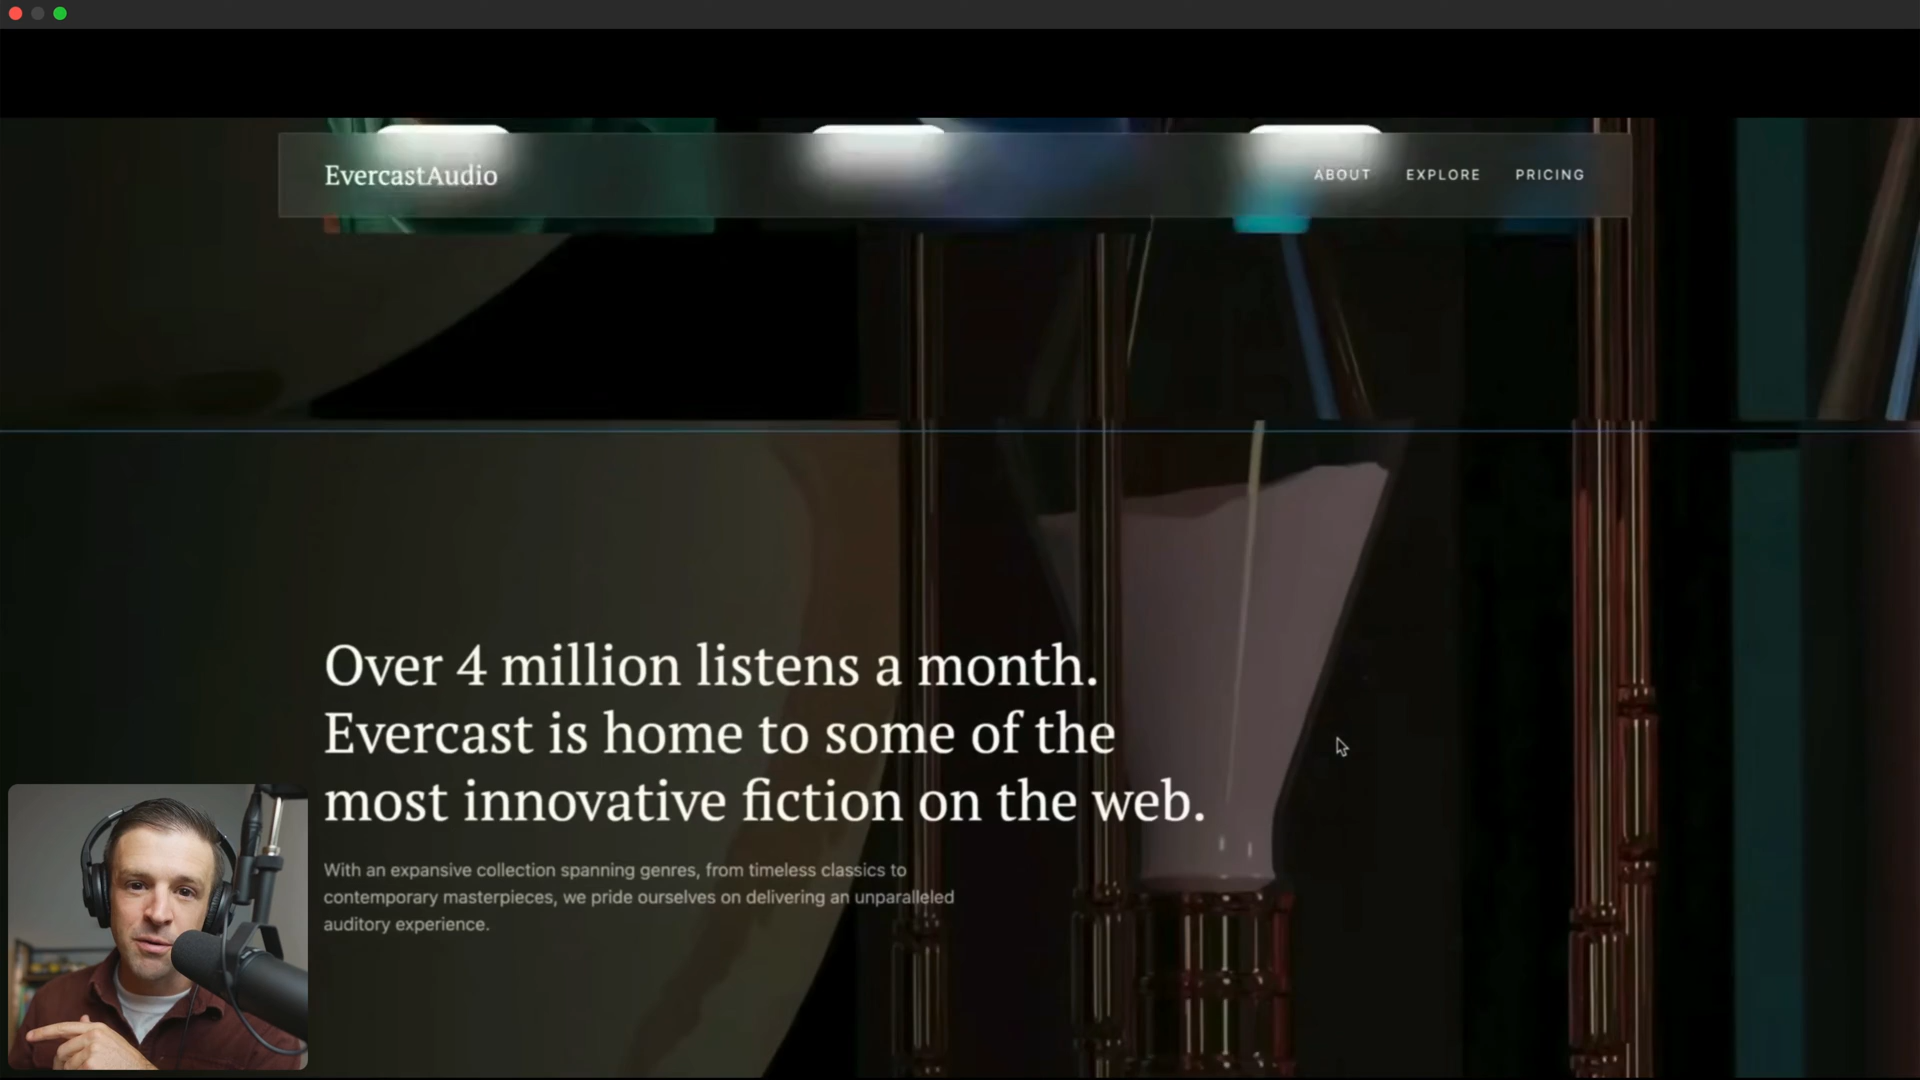 EvercastAudio
ABOUT EXPLORE PRICING
Over 4 million listens a month.
Evercast is home to some of the
most innovative fiction on the web.
With an expansive collection spanning genres, from timeless classics to
contemporary masterpieces, we pride ourselves on delivering an unparalleled
auditory experience.